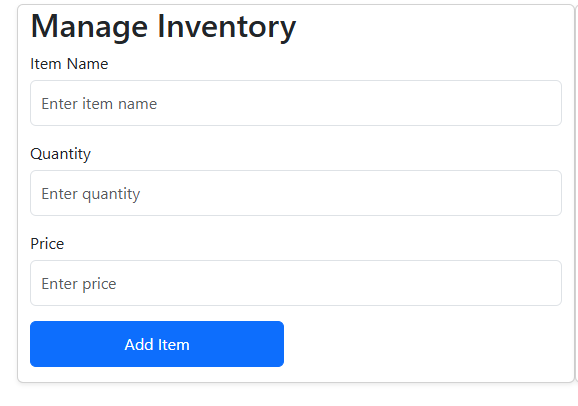 Manage Inventory
Item Name
Enter item name
Quantity
Enter quantity
Price
Enter price
Add Item